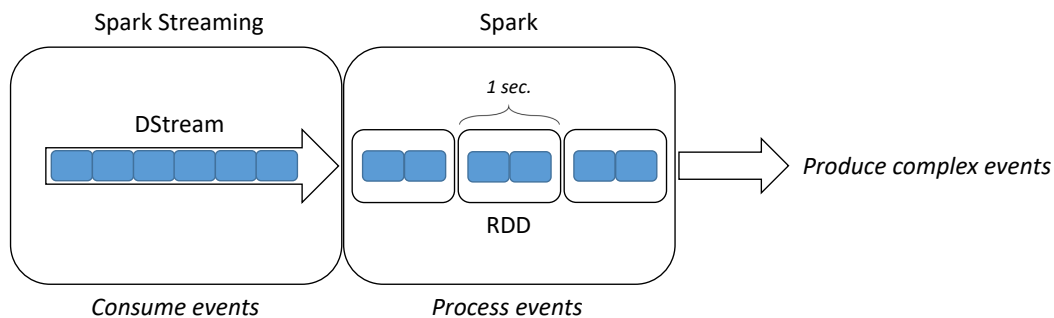 Spark Streaming
Spark
1 sec.
DStream
Produce complex events
RDD
Consume events
Process events